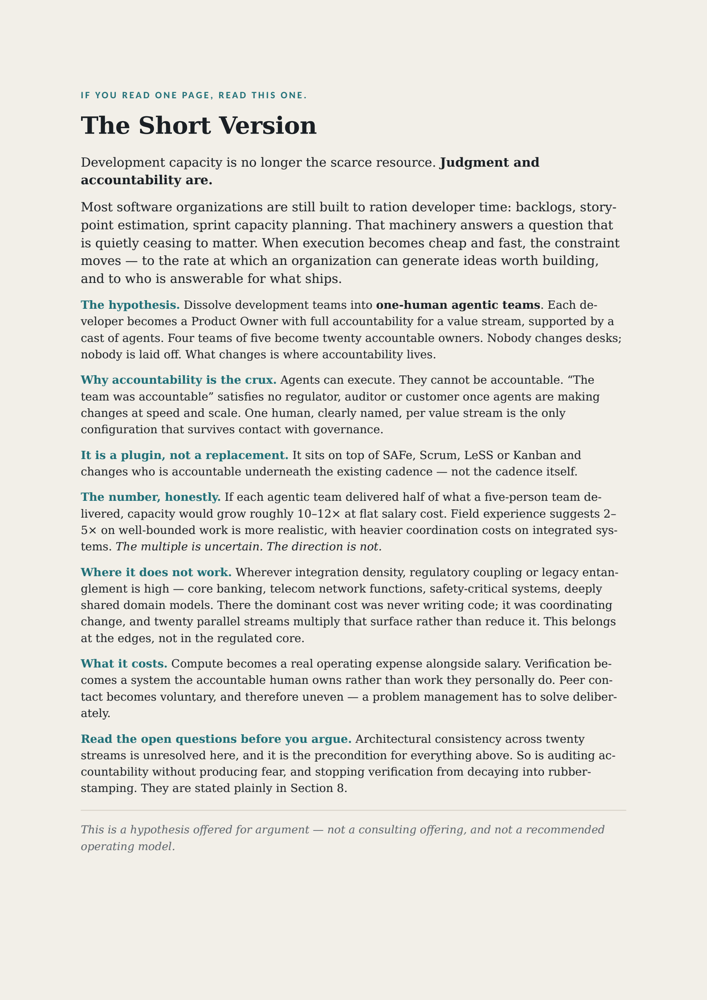 IF YOU READ ONE PAGE, READ THIS ONE.
The Short Version
Development capacity is no longer the scarce resource. Judgment and
accountability are.
Most software organizations are still built to ration developer time: backlogs, story-
point estimation, sprint capacity planning. That machinery answers a question that
is quietly ceasing to matter. When execution becomes cheap and fast, the constraint
moves — to the rate at which an organization can generate ideas worth building,
and to who is answerable for what ships.
The hypothesis. Dissolve development teams into one-human agentic teams. Each de-
veloper becomes a Product Owner with full accountability for a value stream, supported by a
cast of agents. Four teams of five become twenty accountable owners. Nobody changes desks;
nobody is laid off. What changes is where accountability lives.
Why accountability is the crux. Agents can execute. They cannot be accountable. “The
team was accountable” satisfies no regulator, auditor or customer once agents are making
changes at speed and scale. One human, clearly named, per value stream is the only
configuration that survives contact with governance.
It is a plugin, not a replacement. It sits on top of SAFe, Scrum, LeSS or Kanban and
changes who is accountable underneath the existing cadence — not the cadence itself.
The number, honestly. If each agentic team delivered half of what a five-person team de-
livered, capacity would grow roughly 10–12× at flat salary cost. Field experience suggests 2–
5× on well-bounded work is more realistic, with heavier coordination costs on integrated sys-
tems. The multiple is uncertain. The direction is not.
Where it does not work. Wherever integration density, regulatory coupling or legacy entan-
glement is high — core banking, telecom network functions, safety-critical systems, deeply
shared domain models. There the dominant cost was never writing code; it was coordinating
change, and twenty parallel streams multiply that surface rather than reduce it. This belongs
at the edges, not in the regulated core.
What it costs. Compute becomes a real operating expense alongside salary. Verification be-
comes a system the accountable human owns rather than work they personally do. Peer con-
tact becomes voluntary, and therefore uneven — a problem management has to solve deliber-
ately.
Read the open questions before you argue. Architectural consistency across twenty
streams is unresolved here, and it is the precondition for everything above. So is auditing ac-
countability without producing fear, and stopping verification from decaying into rubber-
stamping. They are stated plainly in Section 8.
This is a hypothesis offered for argument — not a consulting offering, and not a recommended
operating model.